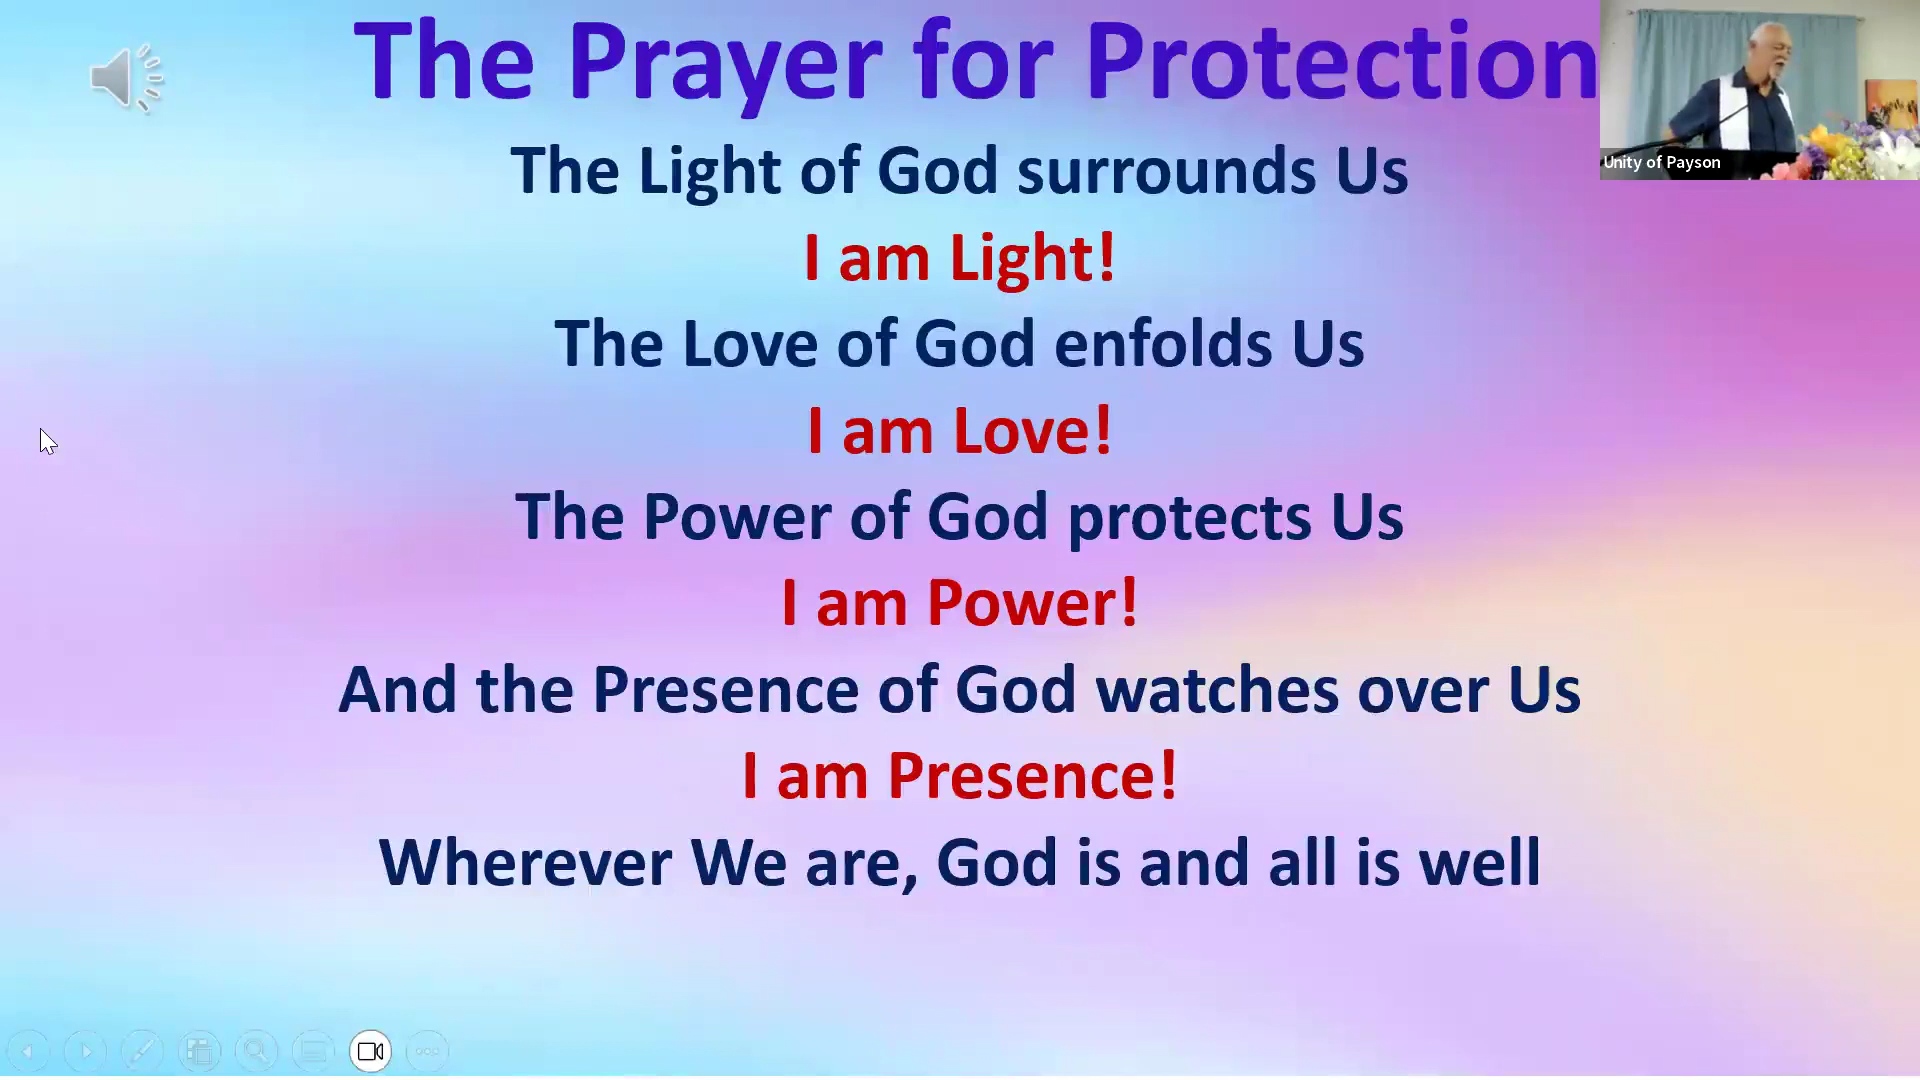 The Prayer for Protection
Unity of Payson
The Light of God surrounds Us
I am Light!
The Love of God enfolds Us
I am Love!
The Power of God protects Us
I am Power!
And the Presence of God watches over Us
I am Presence!
Wherever We are, God is and all is well